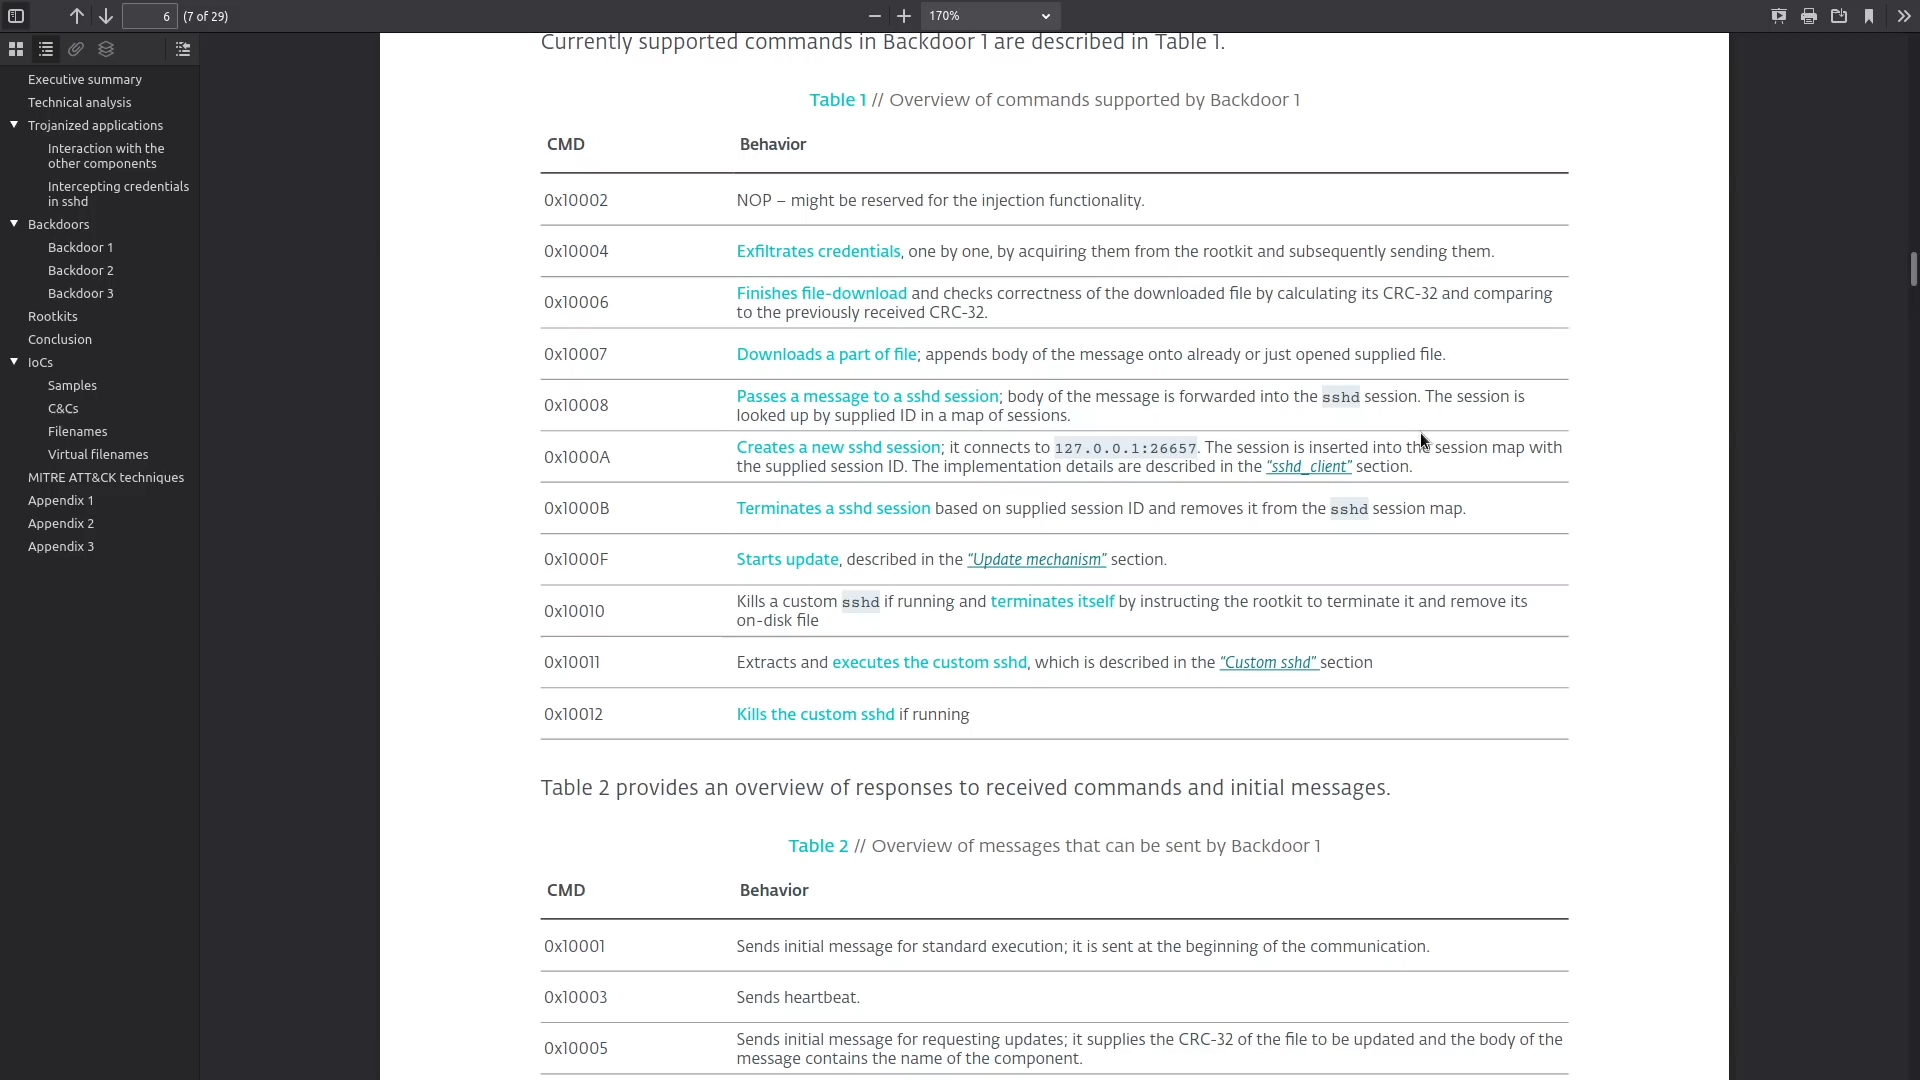 6
(7 of 29)
170%
Executive summary
Technical analysis
Trojanized applications
Interaction with the
other components
Intercepting credentials
in sshd
Backdoors
Backdoor 1
Backdoor 2
Backdoor 3
Rootkits
Conclusion
IoCs
Samples
C&Cs
Filenames
Virtual filenames
MITRE ATT&CK techniques
Appendix 1
Appendix 2
Appendix 3
Currently supported commands in Backdoor 1 are described in Table 1.
Table 1 // Overview of commands supported by Backdoor 1
CMD Behavior
0x10002 NOP – might be reserved for the injection functionality.
0x10004 Exfiltrates credentials, one by one, by acquiring them from the rootkit and subsequently sending them.
0x10006 Finishes file-download and checks correctness of the downloaded file by calculating its CRC-32 and comparing
to the previously received CRC-32.
0x10007 Downloads a part of file; appends body of the message onto already or just opened supplied file.
0x10008 Passes a message to a sshd session; body of the message is forwarded into the sshd session. The session is
looked up by supplied ID in a map of sessions.
0x1000A Creates a new sshd session; it connects to 127.0.0.1:26657. The session is inserted into the session map with
the supplied session ID. The implementation details are described in the “sshd_client” section.
0x1000B Terminates a sshd session based on supplied session ID and removes it from the sshd session map.
0x1000F Starts update, described in the “Update mechanism” section.
0x10010 Kills a custom sshd if running and terminates itself by instructing the rootkit to terminate it and remove its
on-disk file
0x10011 Extracts and executes the custom sshd, which is described in the “Custom sshd” section
0x10012 Kills the custom sshd if running
Table 2 provides an overview of responses to received commands and initial messages.
Table 2 // Overview of messages that can be sent by Backdoor 1
CMD Behavior
0x10001 Sends initial message for standard execution; it is sent at the beginning of the communication.
0x10003 Sends heartbeat.
0x10005 Sends initial message for requesting updates; it supplies the CRC-32 of the file to be updated and the body of the
message contains the name of the component.